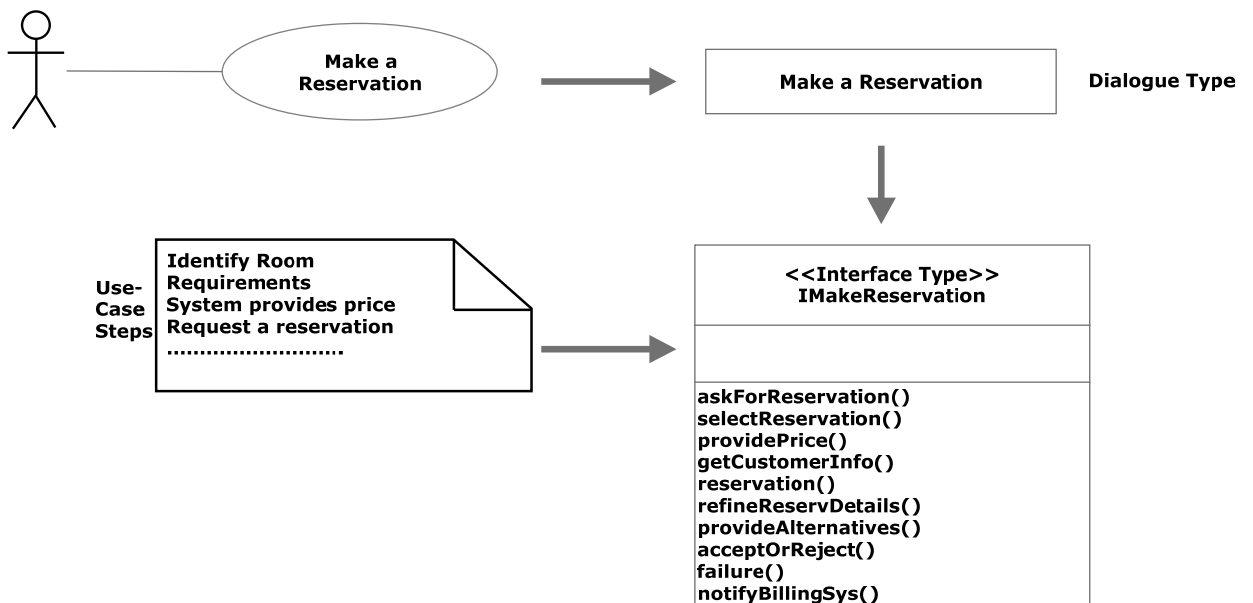 Make a
Reservation
Make a Reservation
Dialogue Type
Use-
Case
Steps
Identify Room
Requirements
System provides price
Request a reservation
............................
<<Interface Type>>
IMakeReservation
askForReservation()
selectReservation()
providePrice()
getCustomerInfo()
reservation()
refineReservDetails()
provideAlternatives()
acceptOrReject()
failure()
notifyBillingSys()